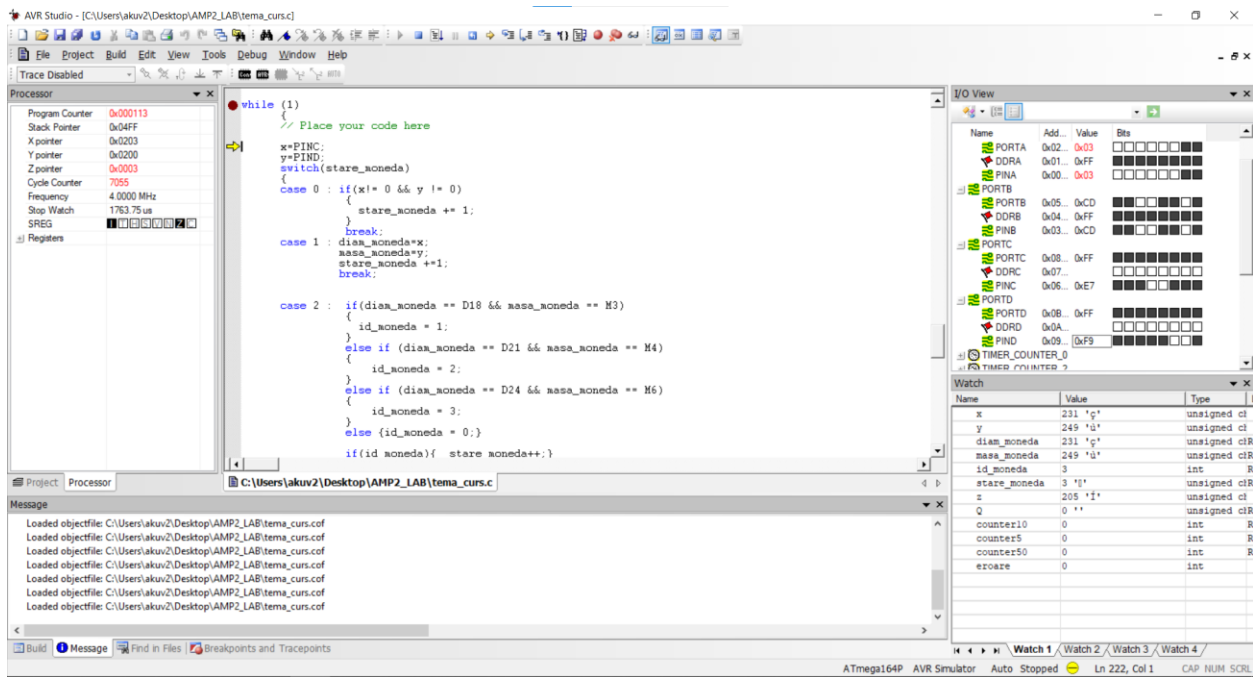 AVR Studio - [C:\Users\akuv2\Desktop\AMP2_LAB\tema_curs.c]
File Project Build Edit View Tools Debug Window Help
Trace Disabled
Processor
Program Counter 0x000113
Stack Pointer 0x04FF
X pointer 0x0203
Y pointer 0x0200
Z pointer 0x0003
Cycle Counter 7055
Frequency 4.0000 MHz
Stop Watch 1763.75 us
SREG I T H S V N Z C
Registers
Project Processor
while (1)
{
// Place your code here
x=PINC;
y=PIND;
switch(stare_moneda)
{
case 0 : if(x!= 0 && y != 0)
{
stare_moneda += 1;
}
break;
case 1 : diam_moneda=x;
masa_moneda=y;
stare_moneda +=1;
break;
case 2 : if(diam_moneda == D18 && masa_moneda == M3)
{
id_moneda = 1;
}
else if (diam_moneda == D21 && masa_moneda == M4)
{
id_moneda = 2;
}
else if (diam_moneda == D24 && masa_moneda == M6)
{
id_moneda = 3;
}
else {id_moneda = 0;}
if(id_moneda){ stare_moneda++;}
C:\Users\akuv2\Desktop\AMP2_LAB\tema_curs.c
I/O View
Name Add... Value Bits
PORTA 0x02... 0x03
DDRA 0x01... 0xFF
PINA 0x00... 0x03
PORTB
PORTB 0x05... 0xCD
DDRB 0x04... 0xFF
PINB 0x03... 0xCD
PORTC
PORTC 0x08... 0xFF
DDRC 0x07...
PINC 0x06... 0xE7
PORTD
PORTD 0x0B... 0xFF
DDRD 0x0A...
PIND 0x09... 0xF9
TIMER_COUNTER_0
TIMER_COUNTER_2
Watch
Name Value Type
x 231 'ç' unsigned ch
y 249 'ù' unsigned ch
diam_moneda 231 'ç' unsigned ch R
masa_moneda 249 'ù' unsigned ch R
id_moneda 3 int R
stare_moneda 3 '▯' unsigned ch R
z 205 'Í' unsigned ch
Q 0 '' unsigned ch R
counter10 0 int R
counter5 0 int R
counter50 0 int R
eroare 0 int
Watch 1 Watch 2 Watch 3 Watch 4
Message
Loaded objectfile: C:\Users\akuv2\Desktop\AMP2_LAB\tema_curs.cof
Loaded objectfile: C:\Users\akuv2\Desktop\AMP2_LAB\tema_curs.cof
Loaded objectfile: C:\Users\akuv2\Desktop\AMP2_LAB\tema_curs.cof
Loaded objectfile: C:\Users\akuv2\Desktop\AMP2_LAB\tema_curs.cof
Loaded objectfile: C:\Users\akuv2\Desktop\AMP2_LAB\tema_curs.cof
Loaded objectfile: C:\Users\akuv2\Desktop\AMP2_LAB\tema_curs.cof
Loaded objectfile: C:\Users\akuv2\Desktop\AMP2_LAB\tema_curs.cof
Build Message Find in Files Breakpoints and Tracepoints
ATmega164P AVR Simulator Auto Stopped Ln 222, Col 1 CAP NUM SCRL